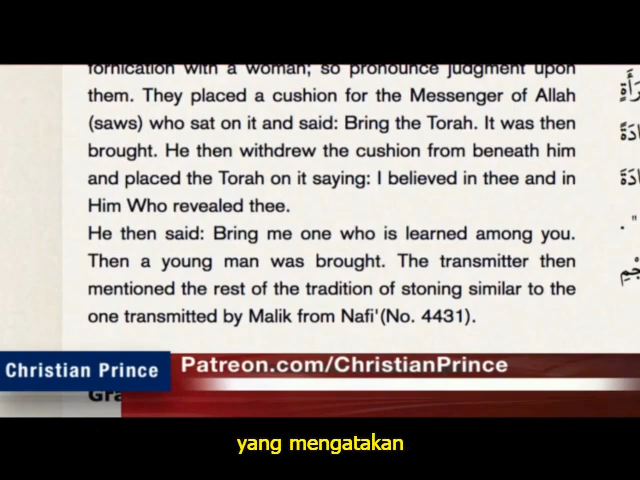 fornication with a woman; so pronounce judgment upon
them. They placed a cushion for the Messenger of Allah
(saws) who sat on it and said: Bring the Torah. It was then
brought. He then withdrew the cushion from beneath him
and placed the Torah on it saying: I believed in thee and in
Him Who revealed thee.
He then said: Bring me one who is learned among you.
Then a young man was brought. The transmitter then
mentioned the rest of the tradition of stoning similar to the
one transmitted by Malik from Nafi'(No. 4431).
Christian Prince
Patreon.com/ChristianPrince
yang mengatakan